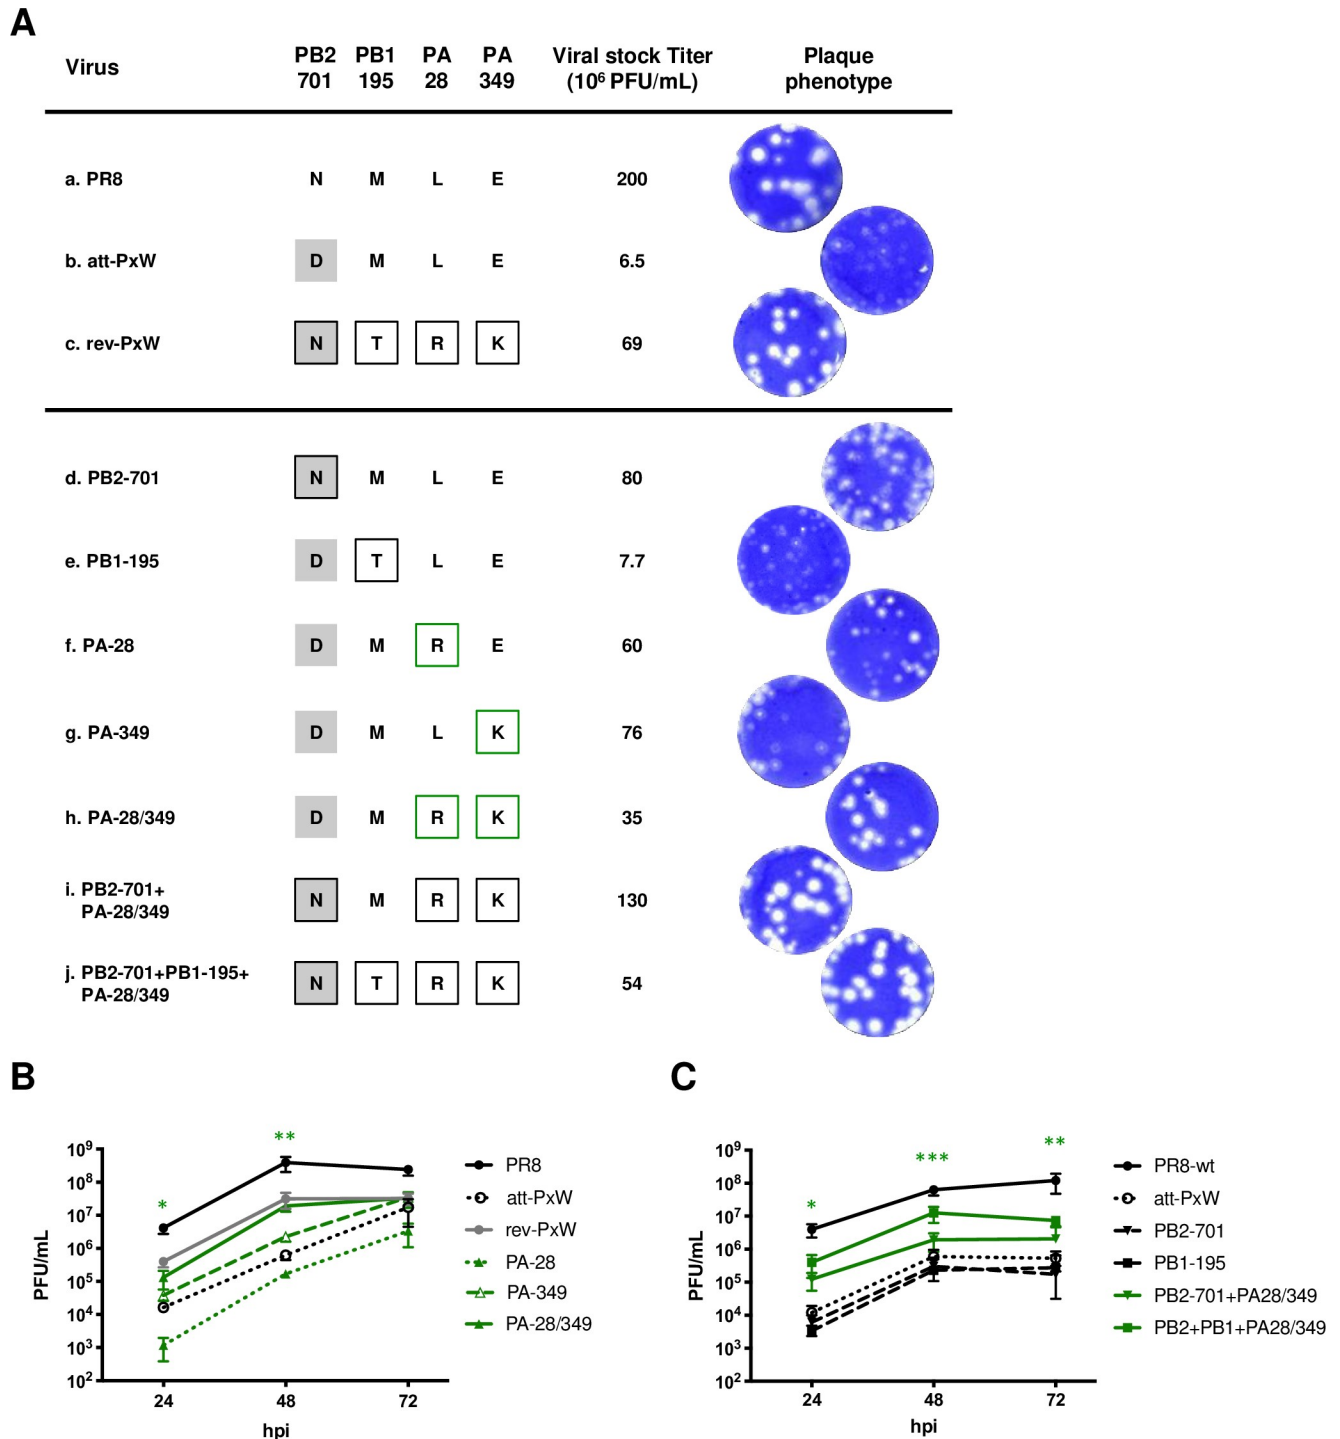 A
Virus PB2 701 PB1 195 PA 28 PA 349 Viral stock Titer (10⁶ PFU/mL) Plaque phenotype
a. PR8 N M L E 200
b. att-PxW D M L E 6.5
c. rev-PxW N T R K 69
d. PB2-701 N M L E 80
e. PB1-195 D T L E 7.7
f. PA-28 D M R E 60
g. PA-349 D M L K 76
h. PA-28/349 D M R K 35
i. PB2-701+ PA-28/349 N M R K 130
j. PB2-701+PB1-195+ PA-28/349 N T R K 54
B
PFU/mL
10⁹
10⁸
10⁷
10⁶
10⁵
10⁴
10³
10²
*
**
24 48 72
hpi
PR8
att-PxW
rev-PxW
PA-28
PA-349
PA-28/349
C
PFU/mL
10⁹
10⁸
10⁷
10⁶
10⁵
10⁴
10³
10²
*
***
**
24 48 72
hpi
PR8-wt
att-PxW
PB2-701
PB1-195
PB2-701+PA28/349
PB2+PB1+PA28/349